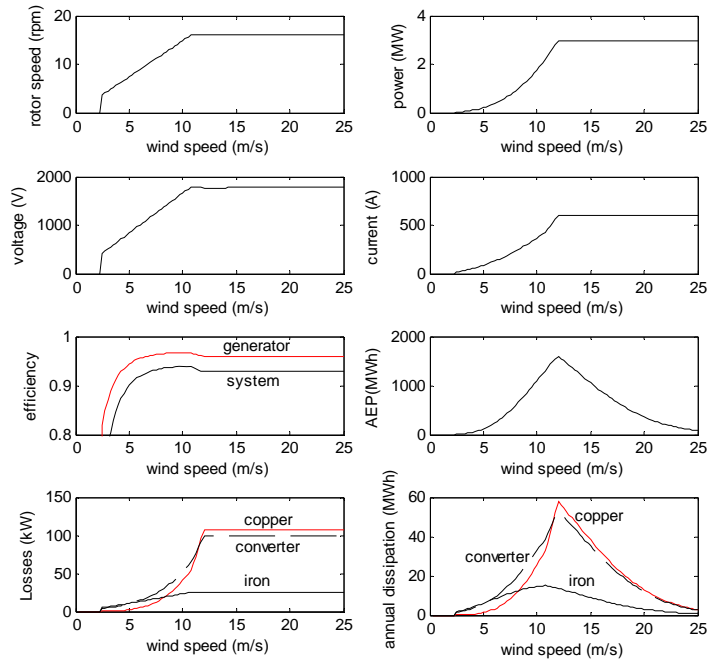 20
10
0
rotor speed (rpm)
0 5 10 15 20 25
wind speed (m/s)
4
2
0
power (MW)
0 5 10 15 20 25
wind speed (m/s)
2000
1000
0
voltage (V)
0 5 10 15 20 25
wind speed (m/s)
1000
500
0
current (A)
0 5 10 15 20 25
wind speed (m/s)
1
0.9
0.8
efficiency
generator
system
0 5 10 15 20 25
wind speed (m/s)
2000
1000
0
AEP(MWh)
0 5 10 15 20 25
wind speed (m/s)
150
100
50
0
Losses (kW)
copper
converter
iron
0 5 10 15 20 25
wind speed (m/s)
60
40
20
0
annual dissipation (MWh)
copper
converter
iron
0 5 10 15 20 25
wind speed (m/s)